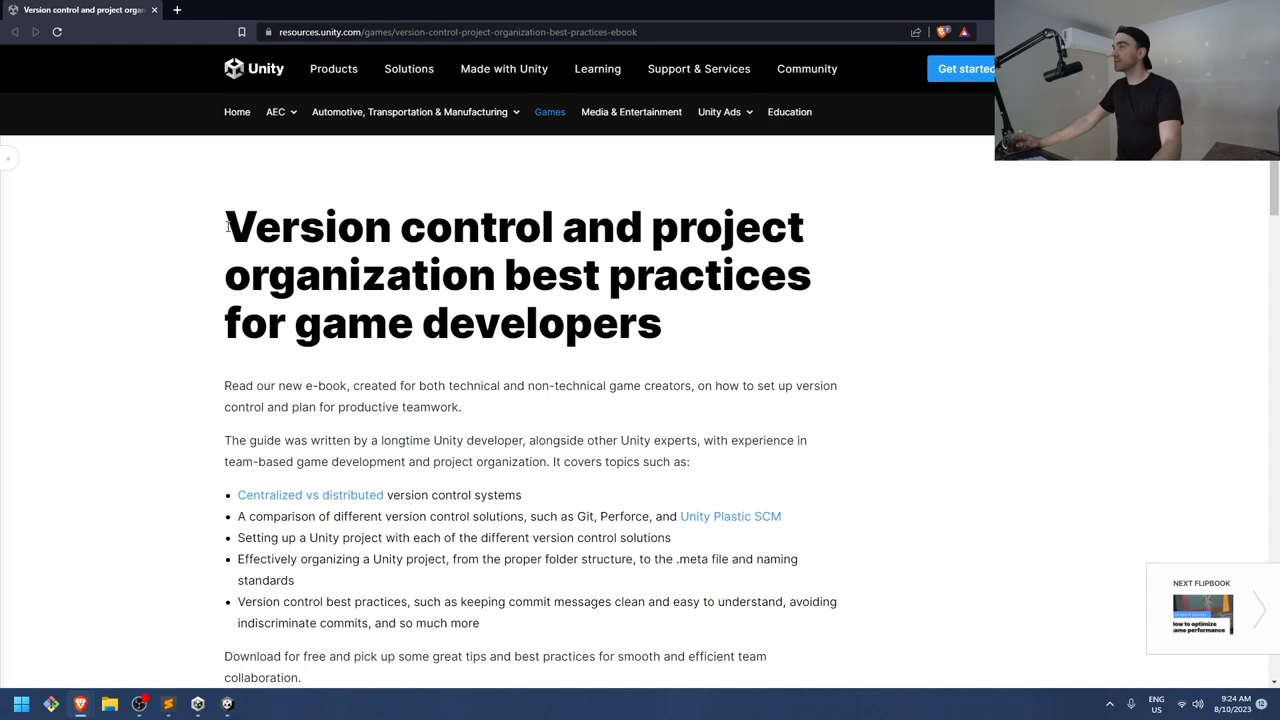 Version control and project organ
resources.unity.com/games/version-control-project-organization-best-practices-ebook
Unity
Products
Solutions
Made with Unity
Learning
Support & Services
Community
Get started
Home
AEC
Automotive, Transportation & Manufacturing
Games
Media & Entertainment
Unity Ads
Education
Version control and project
organization best practices
for game developers
Read our new e-book, created for both technical and non-technical game creators, on how to set up version
control and plan for productive teamwork.
The guide was written by a longtime Unity developer, alongside other Unity experts, with experience in
team-based game development and project organization. It covers topics such as:
• Centralized vs distributed version control systems
• A comparison of different version control solutions, such as Git, Perforce, and Unity Plastic SCM
• Setting up a Unity project with each of the different version control solutions
• Effectively organizing a Unity project, from the proper folder structure, to the .meta file and naming
standards
• Version control best practices, such as keeping commit messages clean and easy to understand, avoiding
indiscriminate commits, and so much more
Download for free and pick up some great tips and best practices for smooth and efficient team
collaboration.
NEXT FLIPBOOK
How to optimize
game performance
ENG
US
9:24 AM
8/10/2023